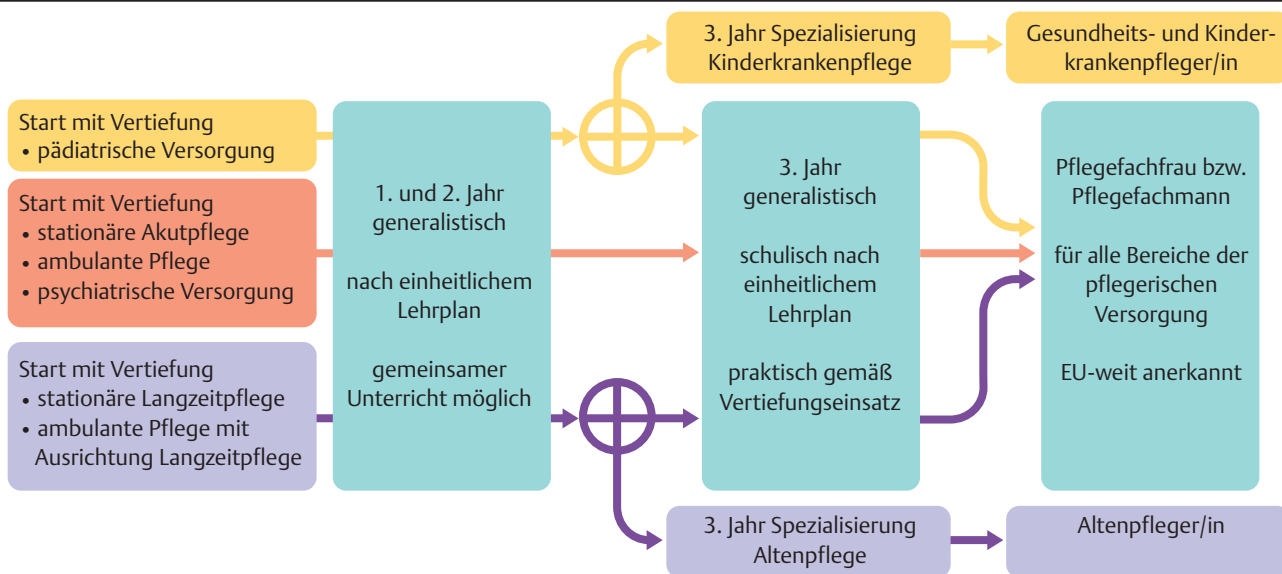 3. Jahr Spezialisierung
Kinderkrankenpflege
Gesundheits- und Kinder-
krankenpfleger/in
Start mit Vertiefung
• pädiatrische Versorgung
Start mit Vertiefung
• stationäre Akutpflege
• ambulante Pflege
• psychiatrische Versorgung
Start mit Vertiefung
• stationäre Langzeitpflege
• ambulante Pflege mit
Ausrichtung Langzeitpflege
1. und 2. Jahr
generalistisch
nach einheitlichem
Lehrplan
gemeinsamer
Unterricht möglich
3. Jahr
generalistisch
schulisch nach
einheitlichem
Lehrplan
praktisch gemäß
Vertiefungseinsatz
Pflegefachfrau bzw.
Pflegefachmann
für alle Bereiche der
pflegerischen
Versorgung
EU-weit anerkannt
3. Jahr Spezialisierung
Altenpflege
Altenpfleger/in